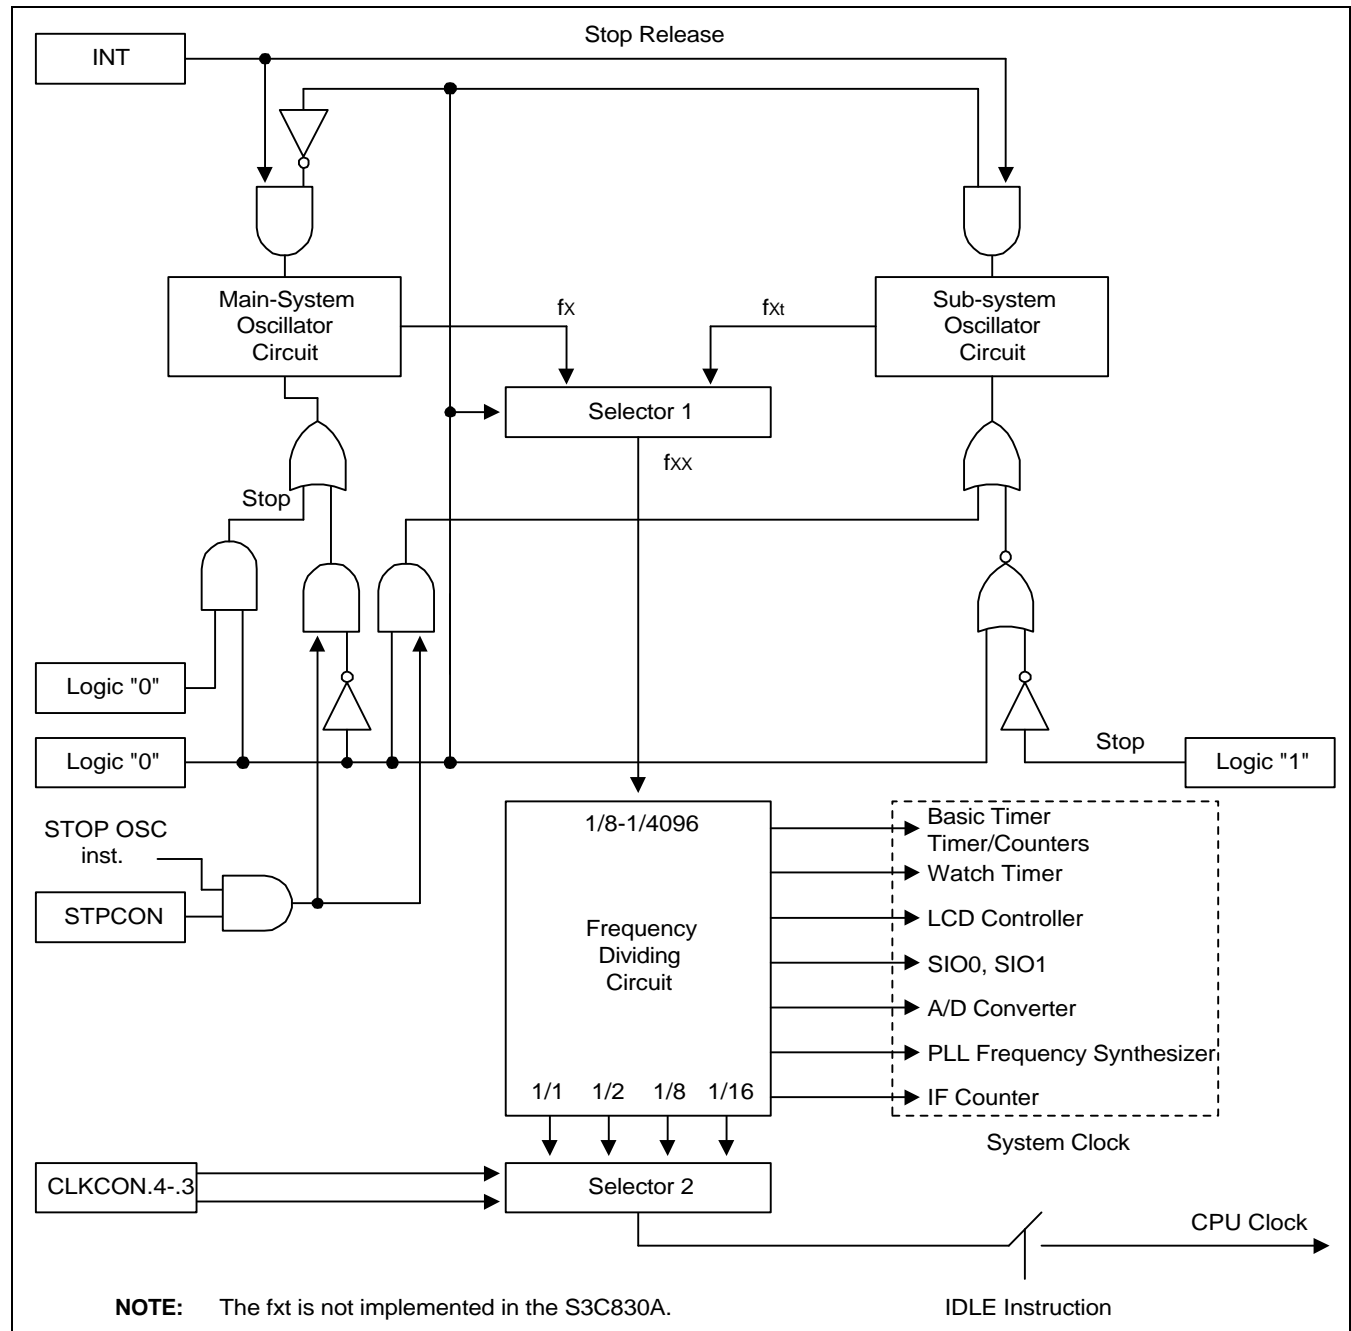 Stop Release
INT
Main-System
Oscillator
Circuit
fx
fxt
Sub-system
Oscillator
Circuit
Selector 1
fxx
Stop
Logic "0"
Logic "0"
Stop
Logic "1"
STOP OSC
inst.
STPCON
1/8-1/4096
Frequency
Dividing
Circuit
1/1 1/2 1/8 1/16
Basic Timer
Timer/Counters
Watch Timer
LCD Controller
SIO0, SIO1
A/D Converter
PLL Frequency Synthesizer
IF Counter
System Clock
CLKCON.4-.3
Selector 2
CPU Clock
IDLE Instruction
NOTE: The fxt is not implemented in the S3C830A.